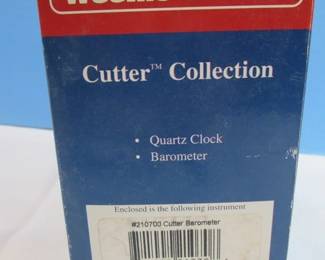 Cutter™ Collection
• Quartz Clock
• Barometer
Enclosed is the following instrument
#210700 Cutter Barometer